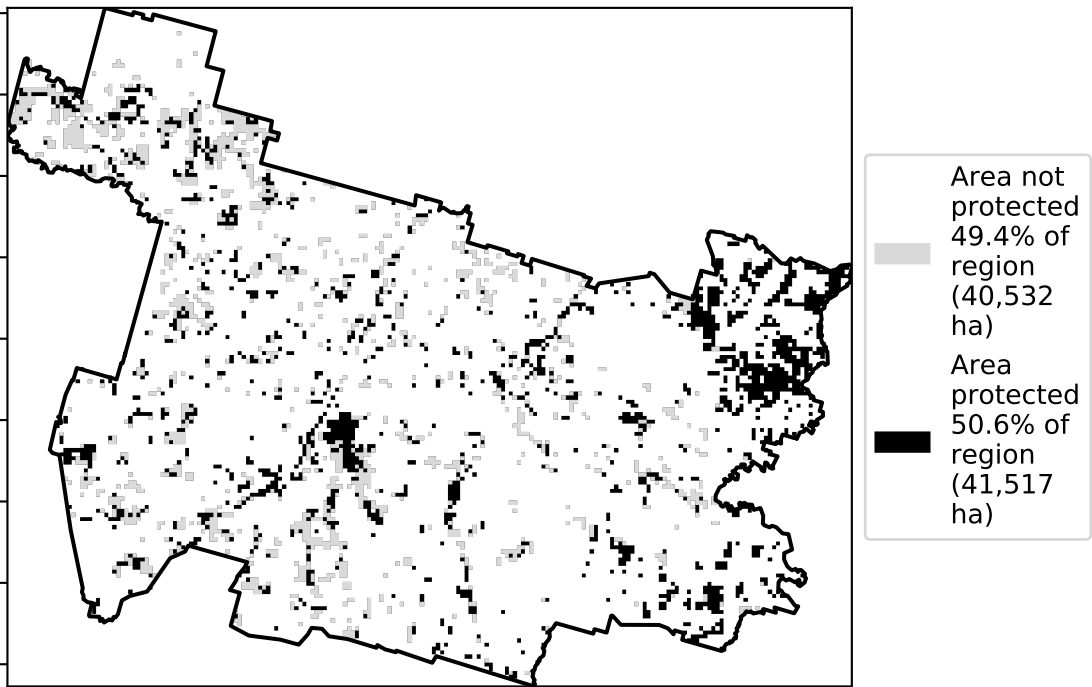 Area not
protected
49.4% of
region
(40,532
ha)
Area
protected
50.6% of
region
(41,517
ha)